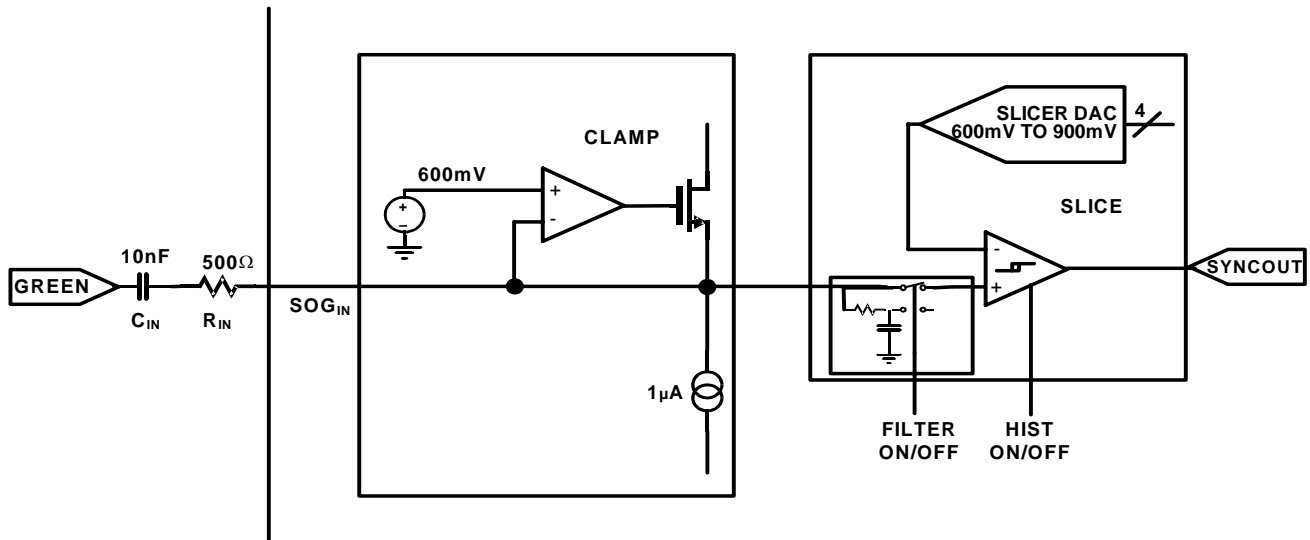 GREEN
10nF
C_IN
500Ω
R_IN
SOG_IN
CLAMP
600mV
+
-
+
-
1µA
SLICER DAC
600mV TO 900mV
4
SLICE
-
+
SYNCOUT
FILTER
ON/OFF
HIST
ON/OFF